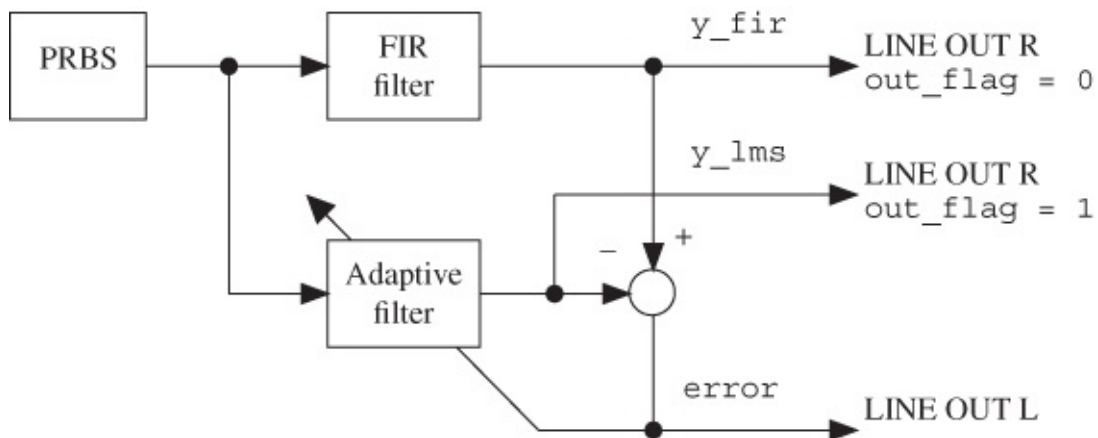 PRBS
FIR
filter
y_fir
LINE OUT R
out_flag = 0
y_lms
LINE OUT R
out_flag = 1
Adaptive
filter
−
+
error
LINE OUT L